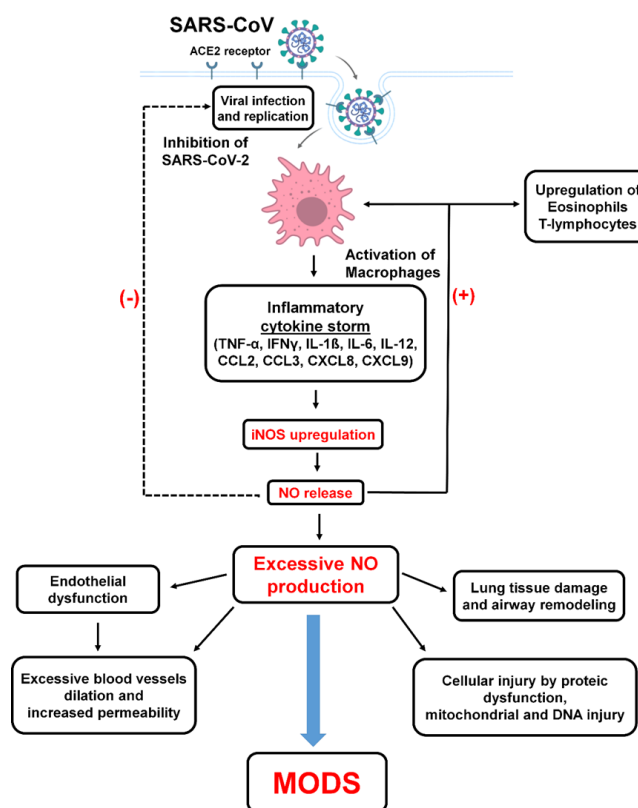 SARS-CoV
ACE2 receptor
Viral infection
and replication
Inhibition of
SARS-CoV-2
Upregulation of
Eosinophils
T-lymphocytes
Activation of
Macrophages
(-)
(+)
Inflammatory
cytokine storm
(TNF-α, IFNγ, IL-1ß, IL-6, IL-12,
CCL2, CCL3, CXCL8, CXCL9)
iNOS upregulation
NO release
Excessive NO
production
Endothelial
dysfunction
Lung tissue damage
and airway remodeling
Excessive blood vessels
dilation and
increased permeability
Cellular injury by proteic
dysfunction,
mitochondrial and DNA injury
MODS